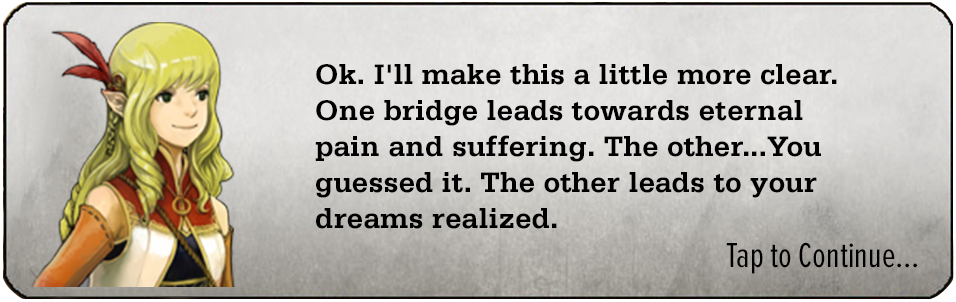 Ok. I'll make this a little more clear.
One bridge leads towards eternal
pain and suffering. The other...You
guessed it. The other leads to your
dreams realized.
Tap to Continue...